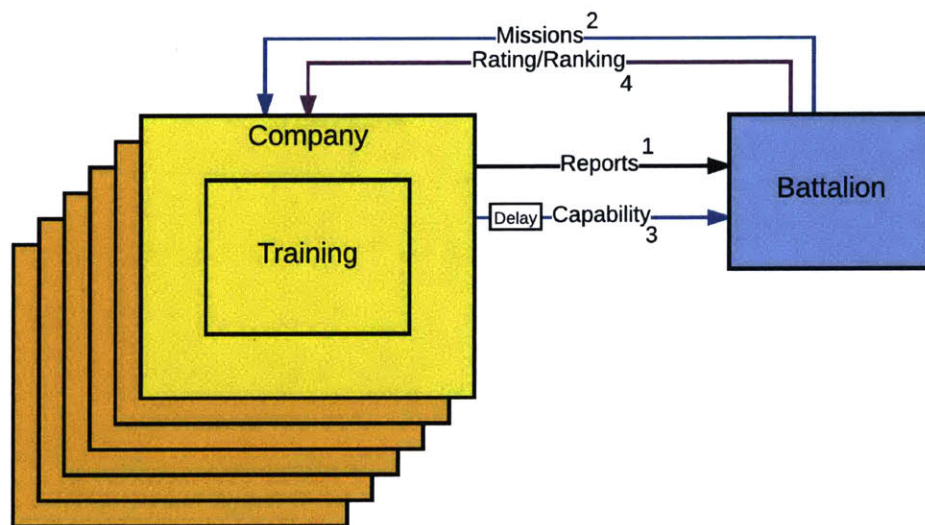 Missions 2
Rating/Ranking 4
Company
Reports 1
Battalion
Training
Delay Capability 3